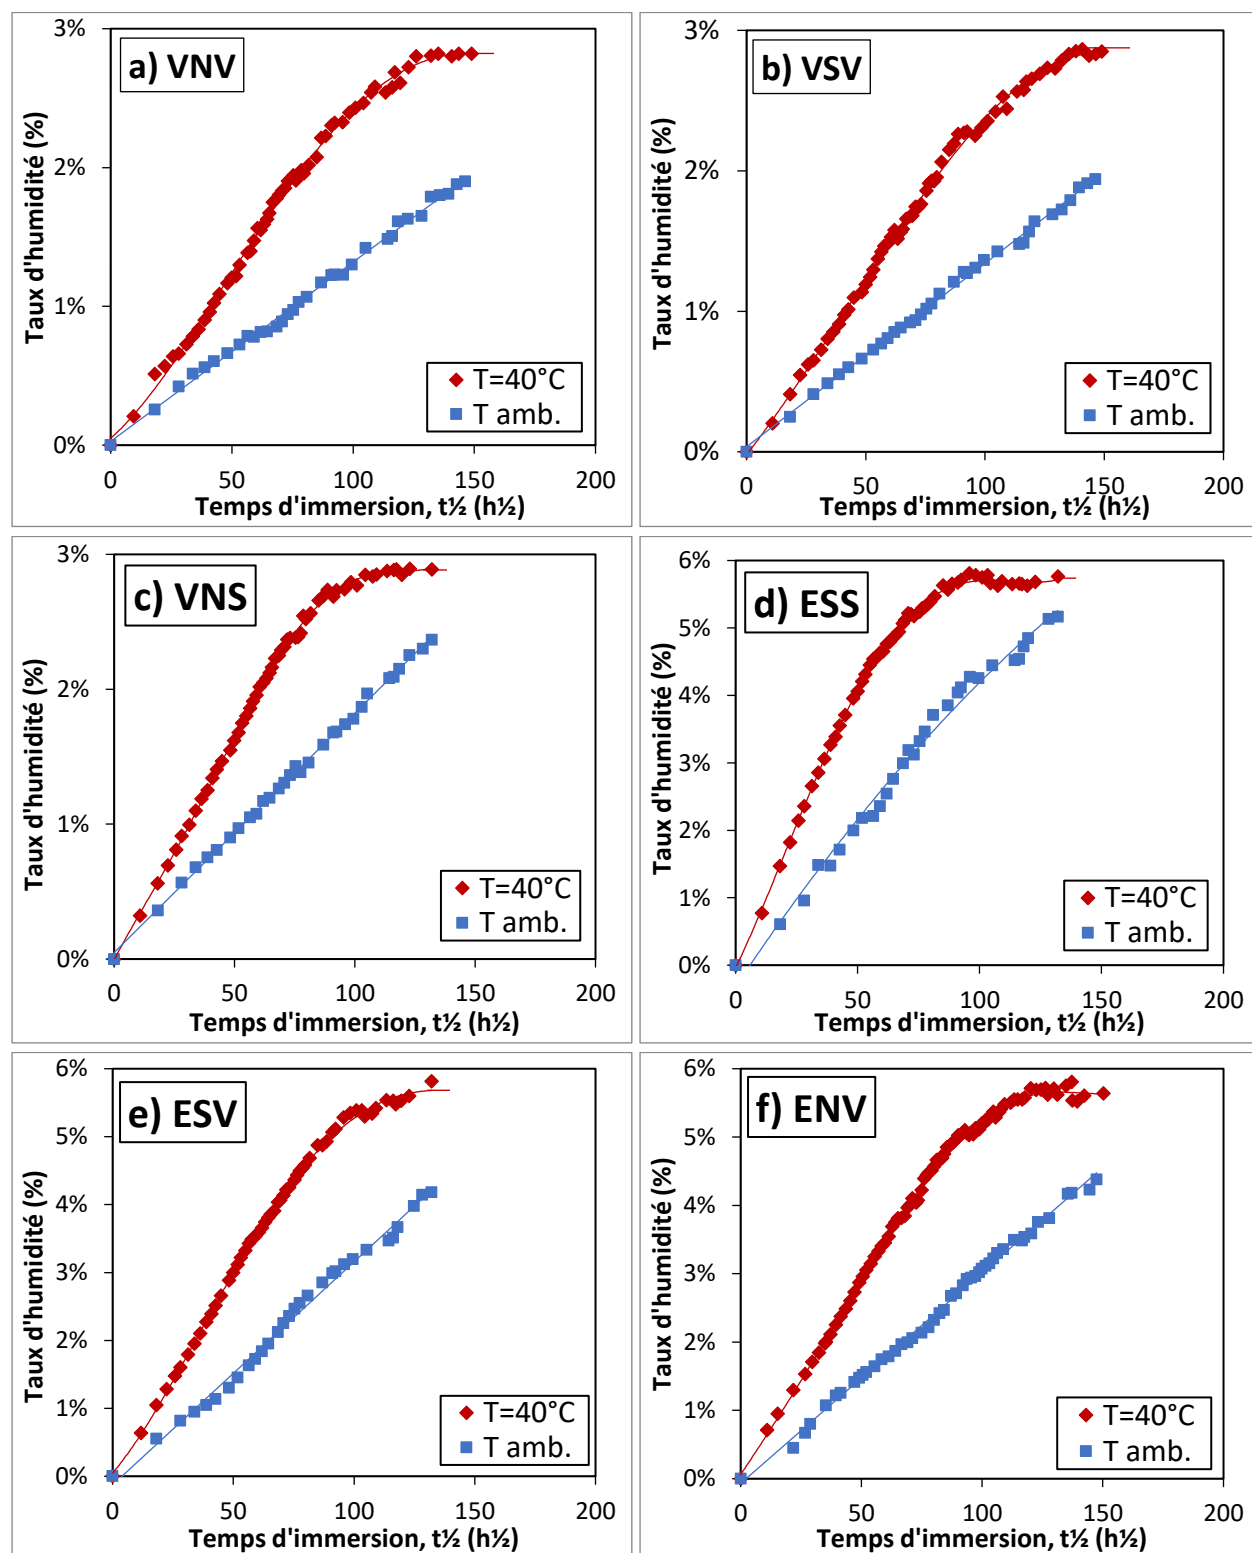 a) VNV
Taux d'humidité (%)
3%
2%
1%
0%
T=40°C
T amb.
0 50 100 150 200
Temps d'immersion, t½ (h½)
b) VSV
Taux d'humidité (%)
3%
2%
1%
0%
T=40°C
T amb.
0 50 100 150 200
Temps d'immersion, t½ (h½)
c) VNS
Taux d'humidité (%)
3%
2%
1%
0%
T=40°C
T amb.
0 50 100 150 200
Temps d'immersion, t½ (h½)
d) ESS
Taux d'humidité (%)
6%
5%
4%
3%
2%
1%
0%
T=40°C
T amb.
0 50 100 150 200
Temps d'immersion, t½ (h½)
e) ESV
Taux d'humidité (%)
6%
5%
4%
3%
2%
1%
0%
T=40°C
T amb.
0 50 100 150 200
Temps d'immersion, t½ (h½)
f) ENV
Taux d'humidité (%)
6%
5%
4%
3%
2%
1%
0%
T=40°C
T amb.
0 50 100 150 200
Temps d'immersion, t½ (h½)